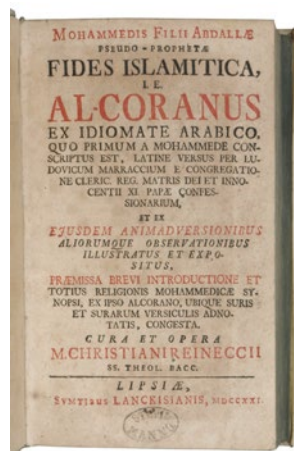 MOHAMMEDIS FILII ABDALLÆ
PSEUDO-PROPHETÆ
FIDES ISLAMITICA,
I. E.
AL-CORANUS
EX IDIOMATE ARABICO,
QUO PRIMUM A MOHAMMEDE CON-
SCRIPTUS EST, LATINE VERSUS PER LU-
DOVICUM MARRACCIUM E CONGREGATIO-
NE CLERIC. REG. MATRIS DEI ET INNO-
CENTII XI. PAPÆ CONFES-
SIONARIUM,
ET EX
EJUSDEM ANIMADVERSIONIBUS
ALIORUMQUE OBSERVATIONIBUS
ILLUSTRATUS ET EXPO-
SITUS,
PRÆMISSA BREVI INTRODUCTIONE ET
TOTIUS RELIGIONIS MOHAMMEDICÆ SY-
NOPSI, EX IPSO ALCORANO, UBIQUE SURIS
ET SURARUM VERSICULIS ADNO-
TATIS, CONGESTA.
CURA ET OPERA
M. CHRISTIANI REINECCII
SS. THEOL. BACC.
LIPSIÆ,
SVMTIBUS LANCKISIANIS, MDCCXXI.